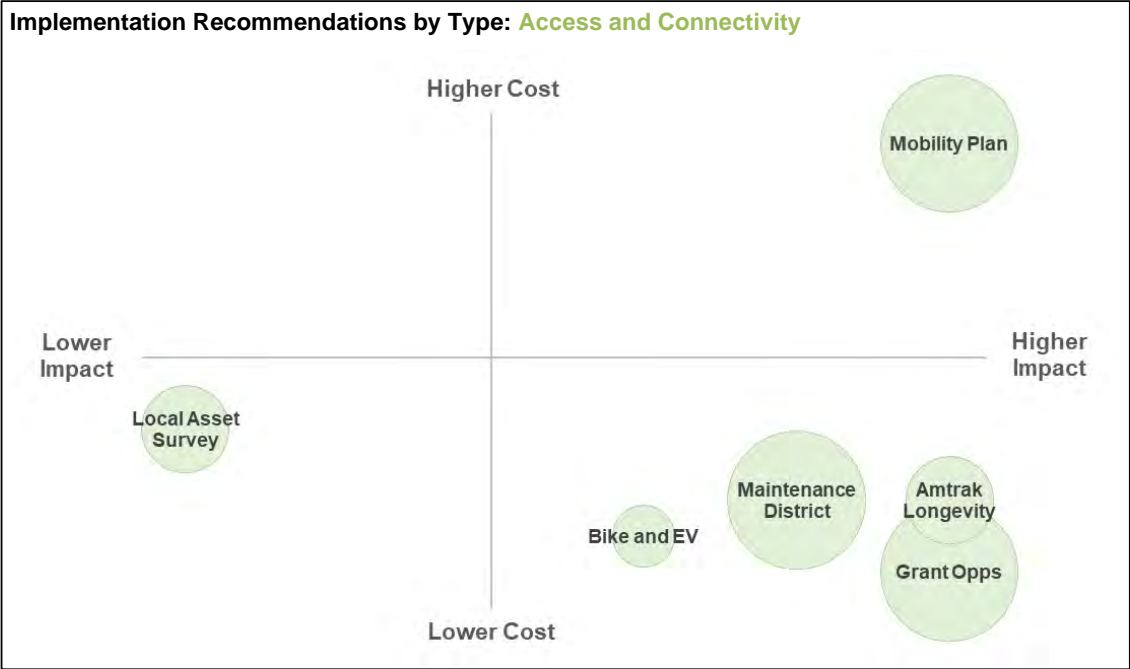 Implementation Recommendations by Type: Access and Connectivity
Higher Cost
Mobility Plan
Lower
Impact
Higher
Impact
Local Asset
Survey
Maintenance
District
Amtrak
Longevity
Bike and EV
Grant Opps
Lower Cost